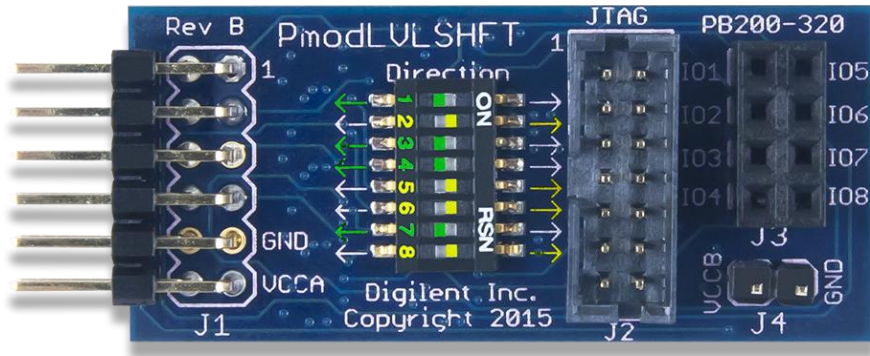 Rev B
PmodLVLSHFT
JTAG
PB200-320
1
Direction
1
ON
1
2
3
4
5
6
7
8
RSN
IO1
IO2
IO3
IO4
IO5
IO6
IO7
IO8
GND
VCCA
J1
Digilent Inc.
Copyright 2015
J2
J3
VCCB
GND
J4